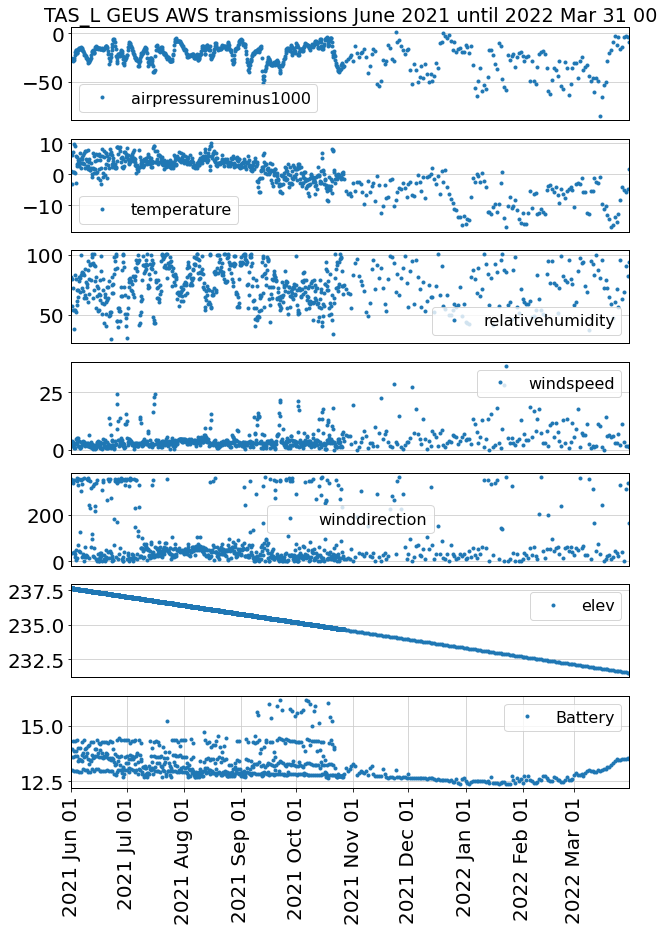 TAS_L GEUS AWS transmissions June 2021 until 2022 Mar 31 00
0
−50
airpressureminus1000
10
0
−10
temperature
100
50
relativehumidity
25
0
windspeed
200
0
winddirection
237.5
235.0
232.5
elev
15.0
12.5
Battery
2021 Jun 01
2021 Jul 01
2021 Aug 01
2021 Sep 01
2021 Oct 01
2021 Nov 01
2021 Dec 01
2022 Jan 01
2022 Feb 01
2022 Mar 01